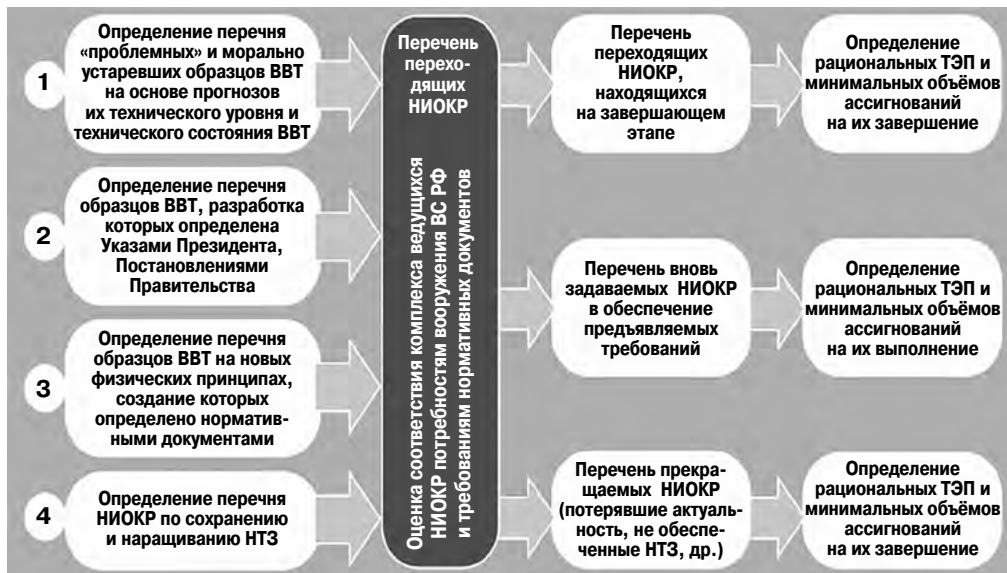 1
Определение перечня
«проблемных» и морально
устаревших образцов ВВТ
на основе прогнозов
их технического уровня и
технического состояния ВВТ
2
Определение перечня
образцов ВВТ, разработка
которых определена
Указами Президента,
Постановлениями
Правительства
3
Определение перечня
образцов ВВТ на новых
физических принципах,
создание которых
определено норматив-
ными документами
4
Определение перечня
НИОКР по сохранению
и наращиванию НТЗ
Перечень
перехо-
дящих
НИОКР
Оценка соответствия комплекса ведущихся
НИОКР потребностям вооружения ВС РФ
и требованиям нормативных документов
Перечень
переходящих
НИОКР,
находящихся
на завершающем
этапе
Определение
рациональных ТЭП и
минимальных объёмов
ассигнований
на их завершение
Перечень вновь
задаваемых НИОКР
в обеспечение
предъявляемых
требований
Определение
рациональных ТЭП и
минимальных объёмов
ассигнований
на их выполнение
Перечень прекра-
щаемых НИОКР
(потерявшие актуаль-
ность, не обеспе-
ченные НТЗ, др.)
Определение
рациональных ТЭП и
минимальных объёмов
ассигнований
на их завершение